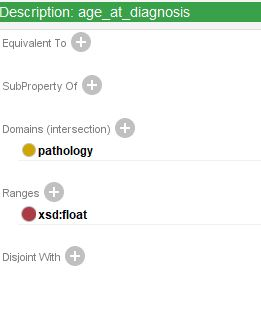 Description: age_at_diagnosis
Equivalent To
SubProperty Of
Domains (intersection)
pathology
Ranges
xsd:float
Disjoint With